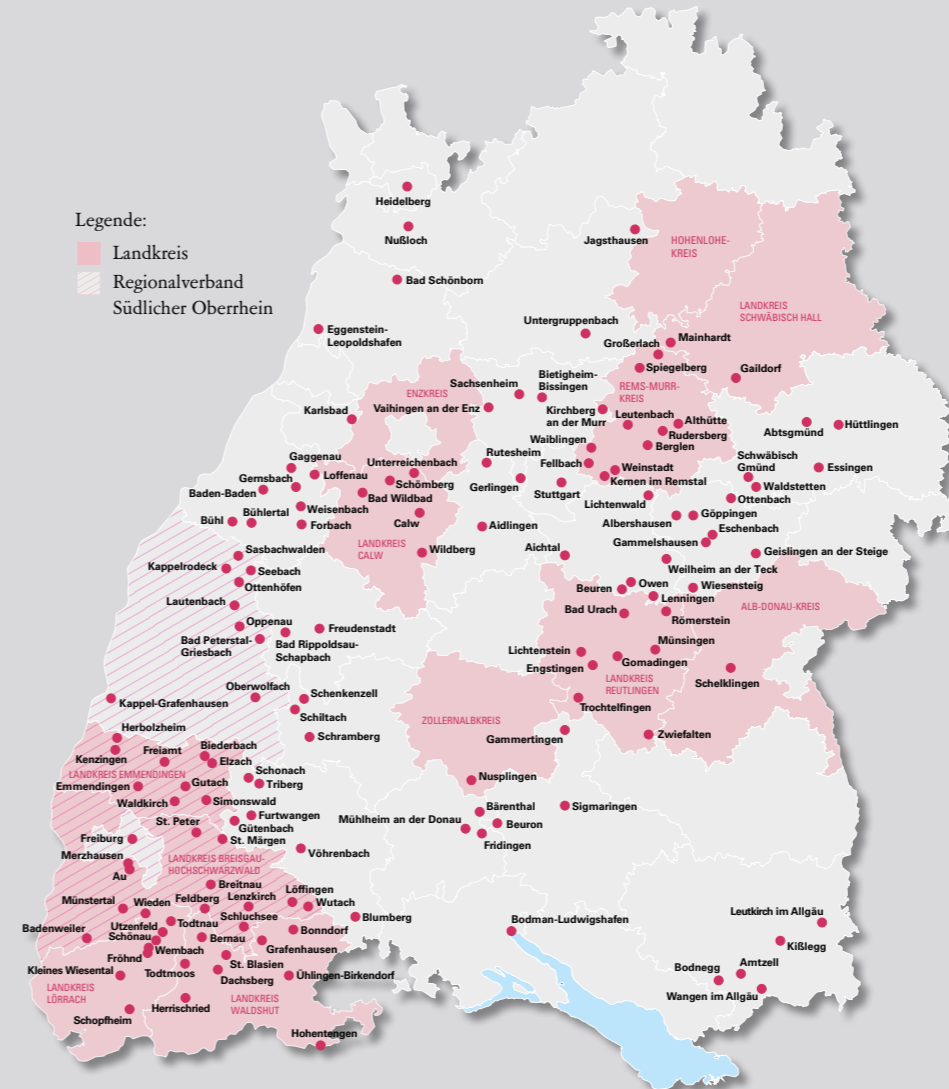 Heidelberg
Nußloch
Jagsthausen
HOHENLOHE-
KREIS
Legende:
Landkreis
Regionalverband
Südlicher Oberrhein
Bad Schönborn
LANDKREIS
SCHWÄBISCH HALL
Eggenstein-
Leopoldshafen
Untergruppenbach
Großerlach
Mainhardt
Spiegelberg
Gaildorf
Sachsenheim
Bietigheim-
Bissingen
REMS-MURR-
KREIS
ENZKREIS
Vaihingen an der Enz
Kirchberg
an der Murr
Leutenbach
Althütte
Rudersberg
Berglen
Karlsbad
Abtsgmünd
Hüttlingen
Waiblingen
Rutesheim
Fellbach
Weinstadt
Kernen im Remstal
Schwäbisch
Gmünd
Essingen
Waldstetten
Gaggenau
Loffenau
Gernsbach
Baden-Baden
Unterreichenbach
Schömberg
Bad Wildbad
Gerlingen
Stuttgart
Lichtenwald
Ottenbach
Bühl
Bühlertal
Weisenbach
Forbach
Calw
Aidlingen
Albershausen
Göppingen
Eschenbach
Gammelshausen
LANDKREIS
CALW
Wildberg
Aichtal
Geislingen an der Steige
Weilheim an der Teck
Sasbachwalden
Kappelrodeck
Seebach
Ottenhöfen
Lautenbach
Beuren
Owen
Lenningen
Wiesensteig
Bad Urach
Römerstein
ALB-DONAU-KREIS
Oppenau
Bad Peterstal-
Griesbach
Bad Rippoldsau-
Schapbach
Freudenstadt
Lichtenstein
Engstingen
Münsingen
Gomadingen
LANDKREIS
REUTLINGEN
Schelklingen
Oberwolfach
Schenkenzell
Kappel-Grafenhausen
Schiltach
Schramberg
ZOLLERNALBKREIS
Trochtelfingen
Gammertingen
Zwiefalten
Herbolzheim
Kenzingen
Freiamt
Biederbach
Elzach
LANDKREIS EMMENDINGEN
Emmendingen
Gutach
Schonach
Triberg
Nusplingen
Waldkirch
Simonswald
Furtwangen
Gütenbach
St. Peter
St. Märgen
Bärenthal
Mühlheim an der Donau
Beuron
Fridingen
Sigmaringen
Freiburg
Merzhausen
Au
LANDKREIS BREISGAU-
HOCHSCHWARZWALD
Vöhrenbach
Breitnau
Münstertal
Wieden
Feldberg
Lenzkirch
Löffingen
Wutach
Blumberg
Badenweiler
Utzenfeld
Todtnau
Schluchsee
Bonndorf
Schönau
Wembach
Bernau
Grafenhausen
Fröhnd
Kleines Wiesental
Todtmoos
St. Blasien
Dachsberg
Ühlingen-Birkendorf
LANDKREIS
LÖRRACH
Herrischried
LANDKREIS
WALDSHUT
Schopfheim
Hohentengen
Bodman-Ludwigshafen
Leutkirch im Allgäu
Kißlegg
Amtzell
Bodnegg
Wangen im Allgäu